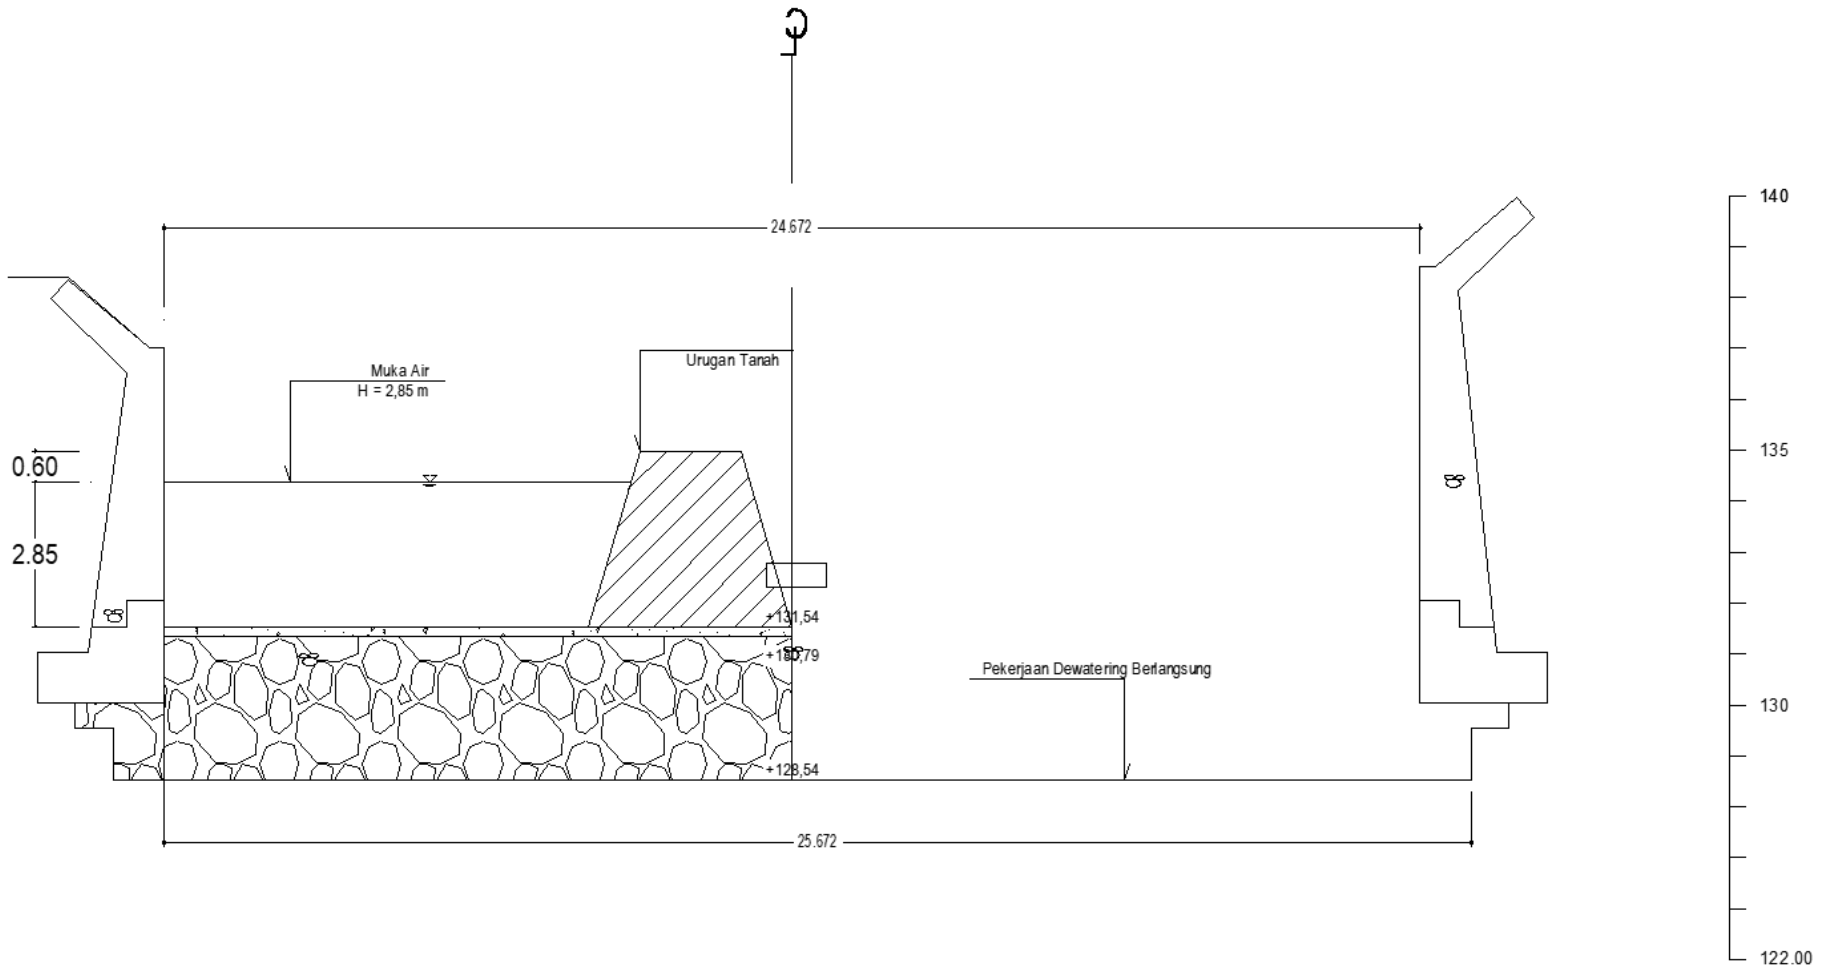 140
24.672
Urugan Tanah
Muka Air
H = 2,85 m
135
0.60
2.85
+131,54
Pekerjaan Dewatering Berlangsung
130
+128,54
25.672
122.00